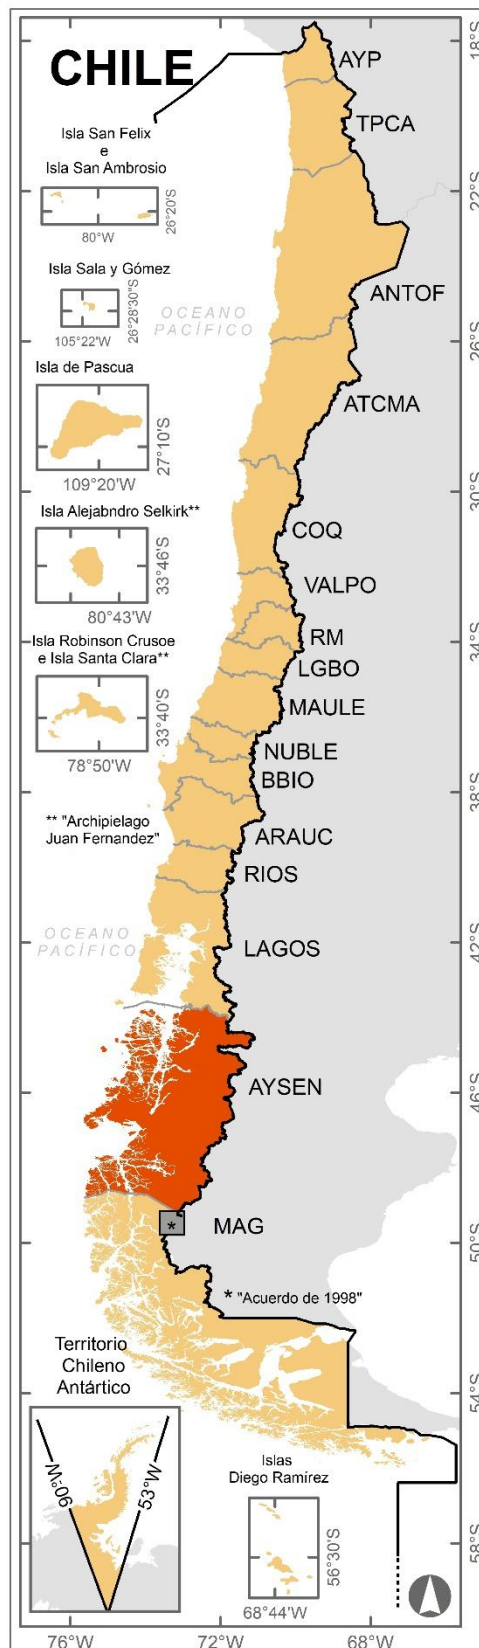 CHILE
18°S
AYP
TPCA
Isla San Felix
e
Isla San Ambrosio
26°20'S
80°W
22°S
Isla Sala y Gómez
26°28'30"S
105°22'W
OCEANO
PACÍFICO
ANTOF
26°S
Isla de Pascua
27°10'S
109°20'W
ATCMA
30°S
Isla Alejabndro Selkirk**
33°46'S
80°43'W
COQ
VALPO
Isla Robinson Crusoe
e Isla Santa Clara**
33°40'S
78°50'W
RM
34°S
LGBO
MAULE
NUBLE
BBIO
38°S
** "Archipielago
Juan Fernandez"
ARAUC
RIOS
OCEANO
PACÍFICO
LAGOS
42°S
AYSEN
46°S
*
MAG
50°S
* "Acuerdo de 1998"
Territorio
Chileno
Antártico
54°S
90°W
53°W
Islas
Diego Ramírez
56°30'S
68°44'W
58°S
76°W
72°W
68°W